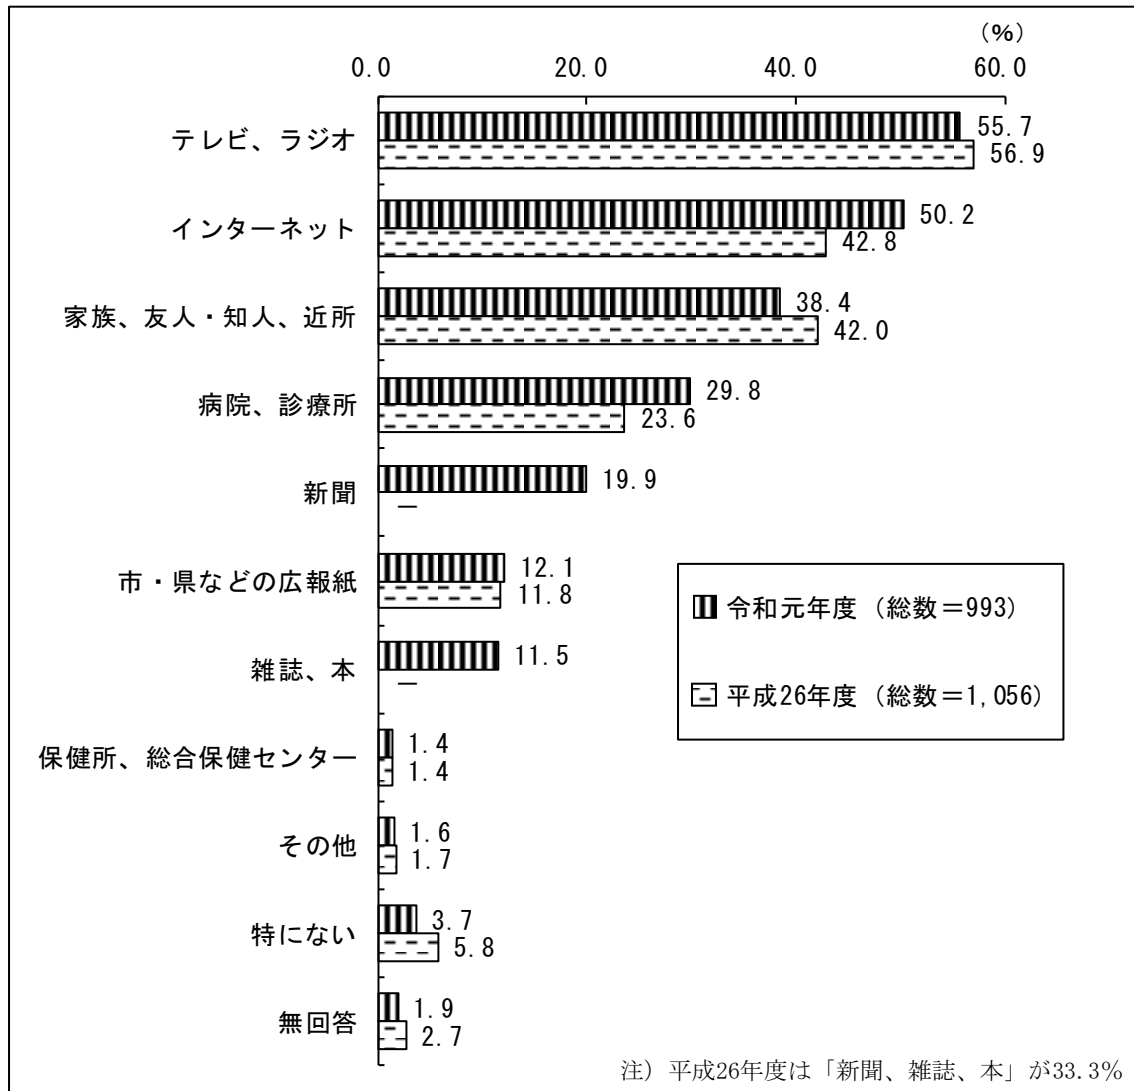 （%）
0.0 20.0 40.0 60.0
テレビ、ラジオ 55.7
56.9
インターネット 50.2
42.8
家族、友人・知人、近所 38.4
42.0
病院、診療所 29.8
23.6
新聞 19.9
－
市・県などの広報紙 12.1
11.8
雑誌、本 11.5
－
保健所、総合保健センター 1.4
1.4
その他 1.6
1.7
特にない 3.7
5.8
無回答 1.9
2.7
令和元年度（総数＝993）
平成26年度（総数＝1,056）
注）平成26年度は「新聞、雑誌、本」が33.3%